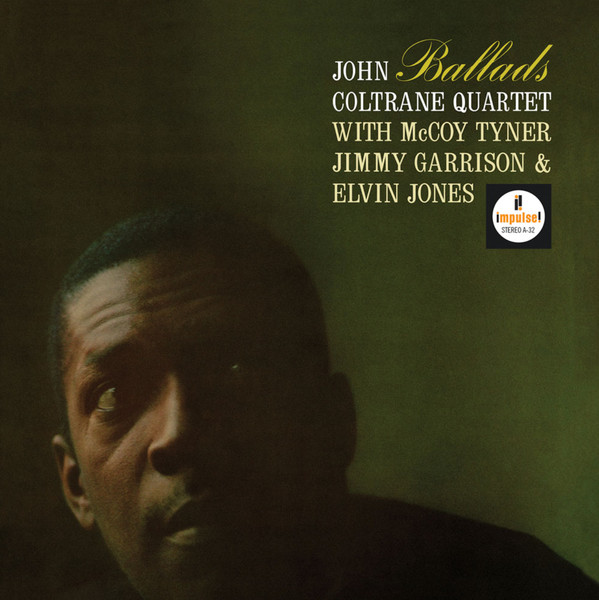 JOHN Ballads
COLTRANE QUARTET
WITH McCOY TYNER
JIMMY GARRISON &
ELVIN JONES
i!
impulse!
STEREO A-32